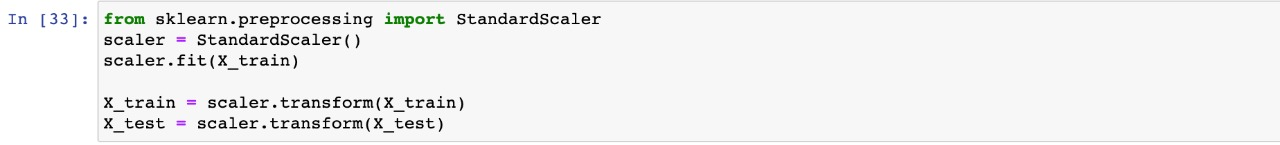 In [33]: from sklearn.preprocessing import StandardScaler
scaler = StandardScaler()
scaler.fit(X_train)
X_train = scaler.transform(X_train)
X_test = scaler.transform(X_test)